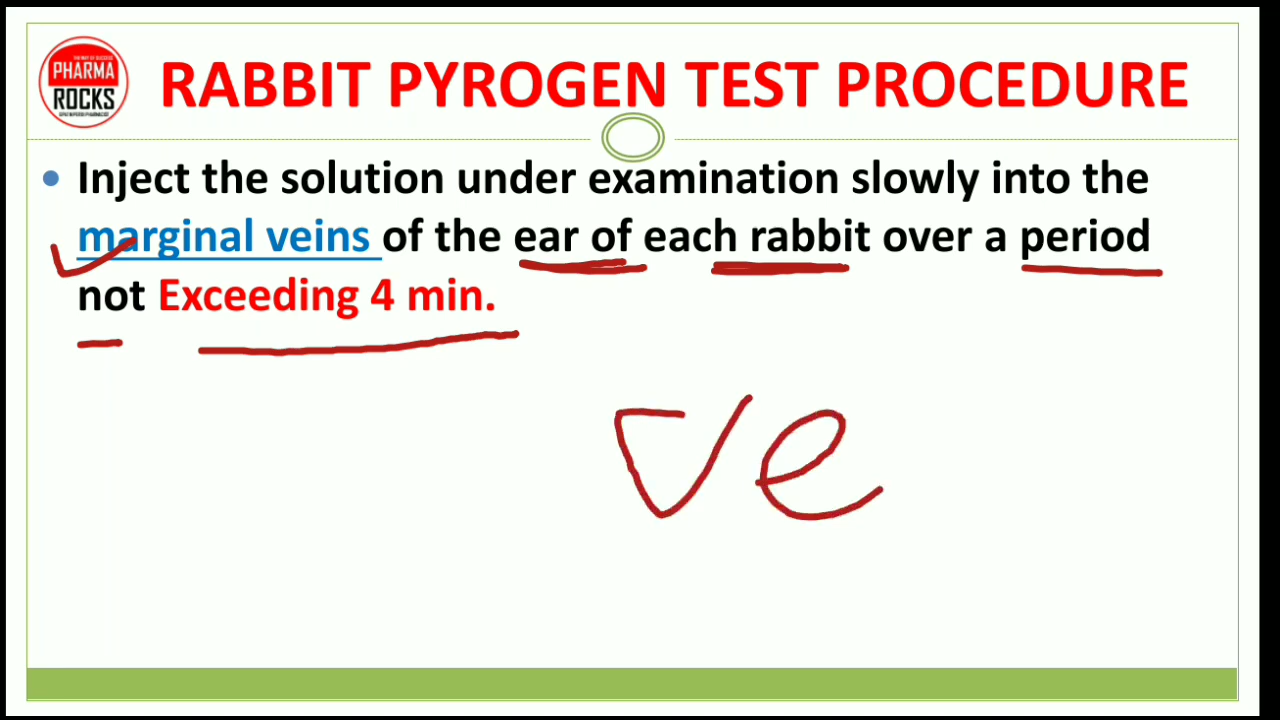 PHARMA
ROCKS
RABBIT PYROGEN TEST PROCEDURE
• Inject the solution under examination slowly into the
marginal veins of the ear of each rabbit over a period
not Exceeding 4 min.
ve